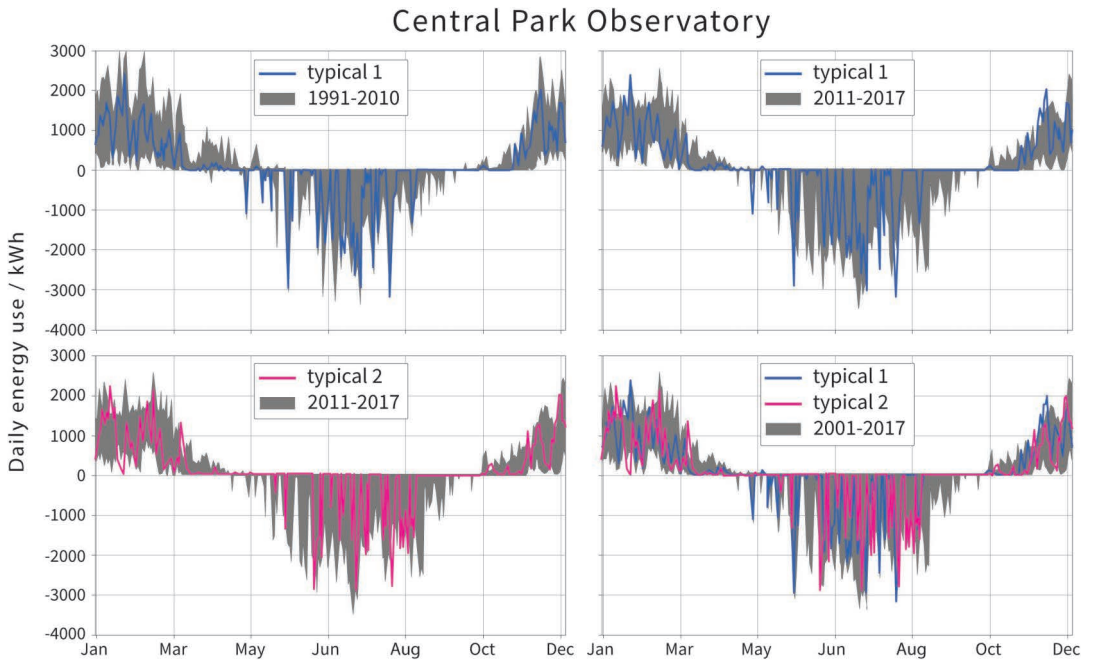 Central Park Observatory
Daily energy use / kWh
3000
2000
1000
0
-1000
-2000
-3000
-4000
typical 1
1991-2010
typical 1
2011-2017
3000
2000
1000
0
-1000
-2000
-3000
-4000
typical 2
2011-2017
typical 1
typical 2
2001-2017
Jan Mar May Jun Aug Oct Dec
Jan Mar May Jun Aug Oct Dec